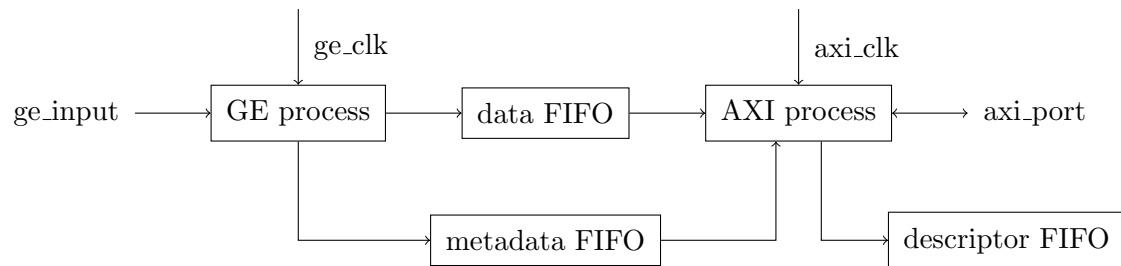 ge_clk
axi_clk
ge_input
GE process
data FIFO
AXI process
axi_port
metadata FIFO
descriptor FIFO